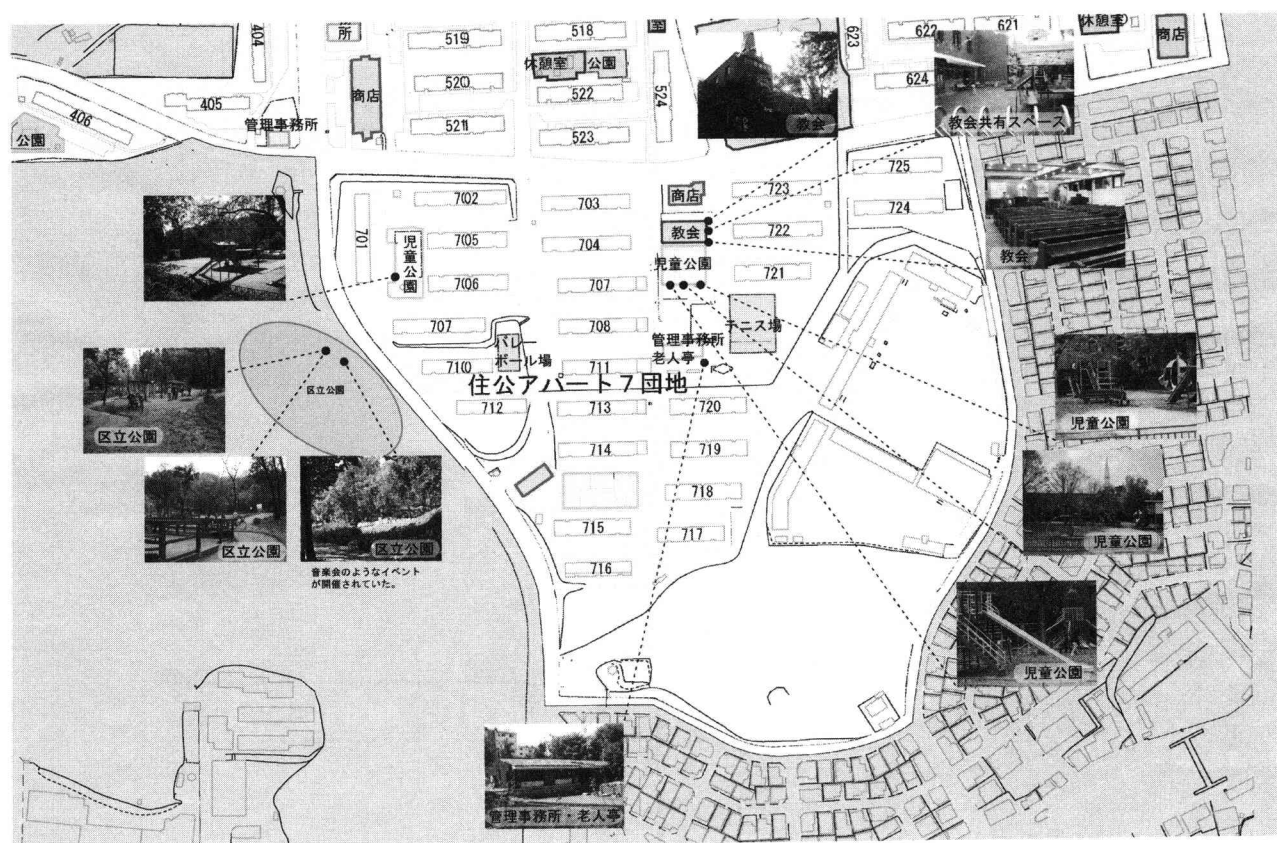 所
404
519
518
休憩室
公園
623
622
621
休憩①
商店
商店
520
522
524
624
405
406
521
523
管理事務所
公園
教会
教会共有スペース
725
702
703
商店
723
724
701
705
704
教会
722
教会
児童公園
児童公園
706
707
721
707
708
管理事務所
老人亭
テニス場
バレ
ボール場
710
711
住公アパート7団地
712
713
720
区立公園
区立公園
児童公園
714
719
718
児童公園
区立公園
区立公園
音楽会のようなイベント
が開催されていた。
715
717
716
児童公園
管理事務所・老人亭